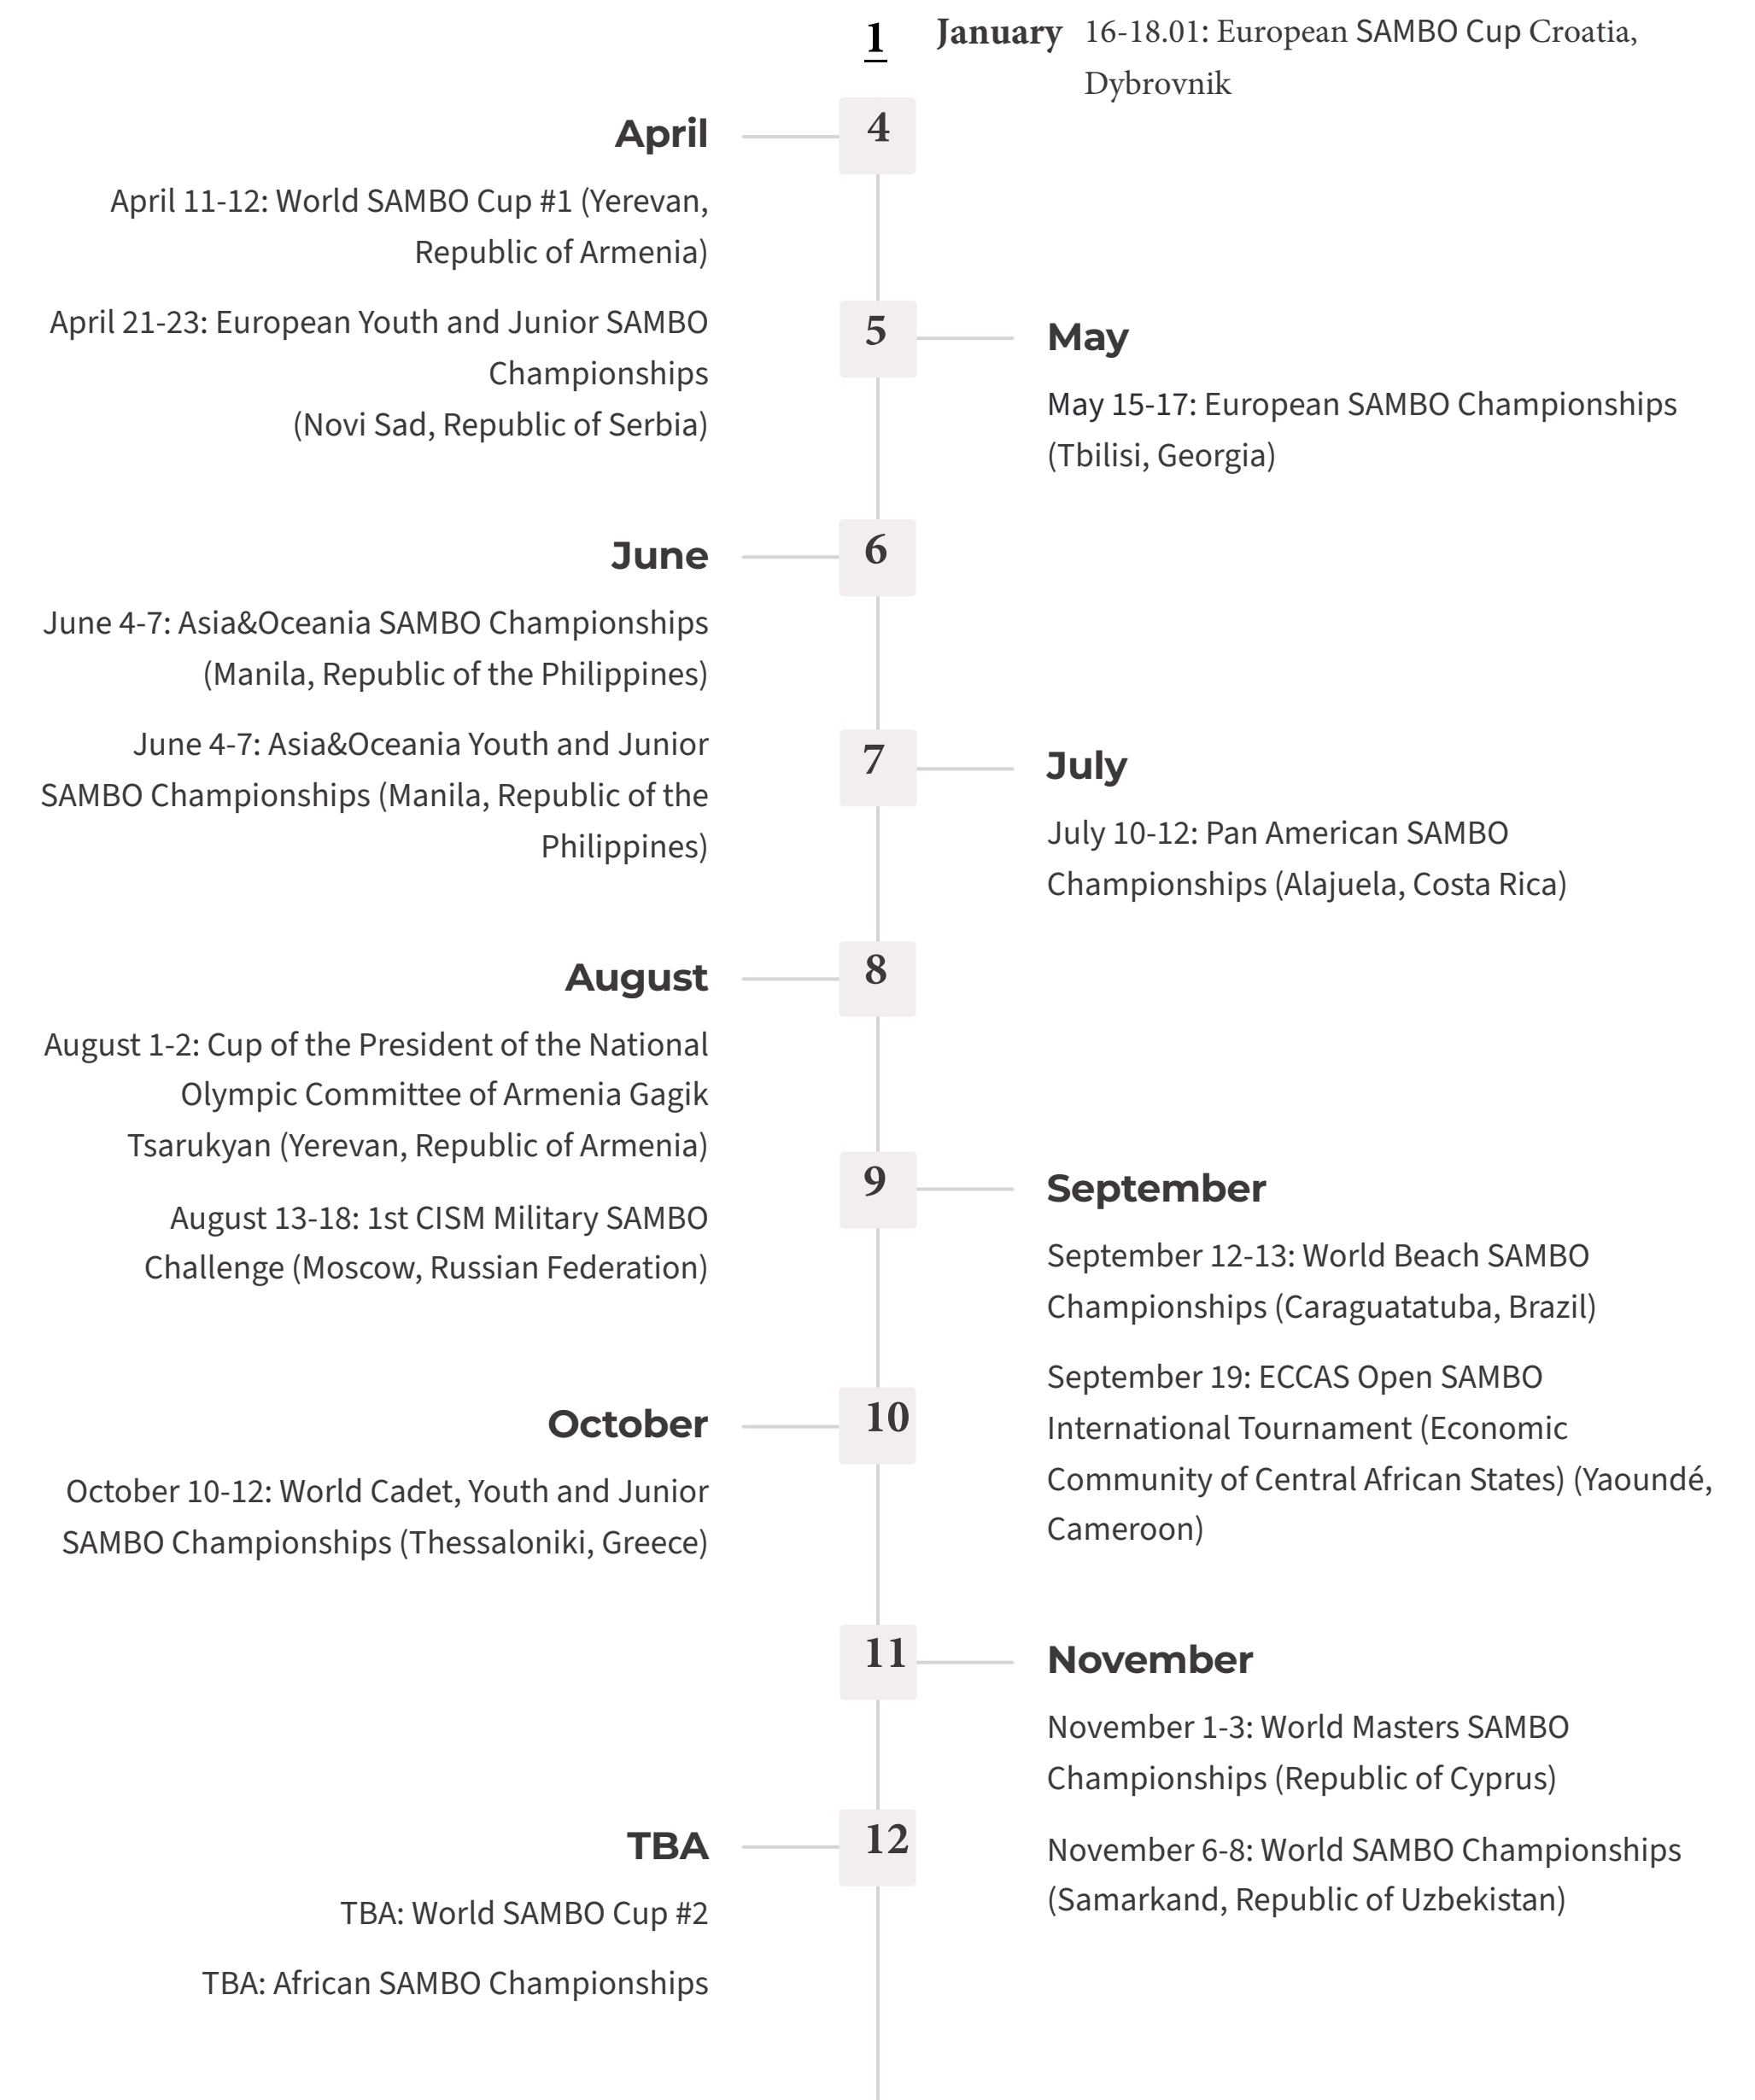 1
January 16-18.01: European SAMBO Cup Croatia,
Dybrovnik
4
April
April 11-12: World SAMBO Cup #1 (Yerevan,
Republic of Armenia)
April 21-23: European Youth and Junior SAMBO
Championships
(Novi Sad, Republic of Serbia)
5
May
May 15-17: European SAMBO Championships
(Tbilisi, Georgia)
6
June
June 4-7: Asia&Oceania SAMBO Championships
(Manila, Republic of the Philippines)
June 4-7: Asia&Oceania Youth and Junior
SAMBO Championships (Manila, Republic of the
Philippines)
7
July
July 10-12: Pan American SAMBO
Championships (Alajuela, Costa Rica)
8
August
August 1-2: Cup of the President of the National
Olympic Committee of Armenia Gagik
Tsarukyan (Yerevan, Republic of Armenia)
August 13-18: 1st CISM Military SAMBO
Challenge (Moscow, Russian Federation)
9
September
September 12-13: World Beach SAMBO
Championships (Caraguatatuba, Brazil)
September 19: ECCAS Open SAMBO
International Tournament (Economic
Community of Central African States) (Yaoundé,
Cameroon)
10
October
October 10-12: World Cadet, Youth and Junior
SAMBO Championships (Thessaloniki, Greece)
11
November
November 1-3: World Masters SAMBO
Championships (Republic of Cyprus)
November 6-8: World SAMBO Championships
(Samarkand, Republic of Uzbekistan)
12
TBA
TBA: World SAMBO Cup #2
TBA: African SAMBO Championships